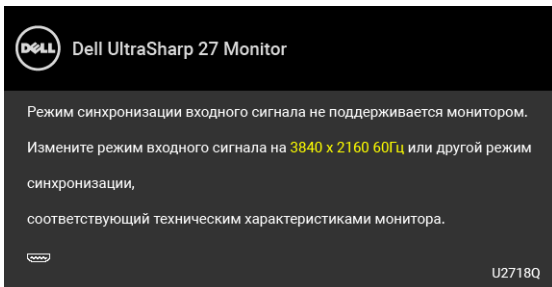 DELL
Dell UltraSharp 27 Monitor
Режим синхронизации входного сигнала не поддерживается монитором.
Измените режим входного сигнала на 3840 x 2160 60Гц или другой режим
синхронизации,
соответствующий техническим характеристиками монитора.
U2718Q